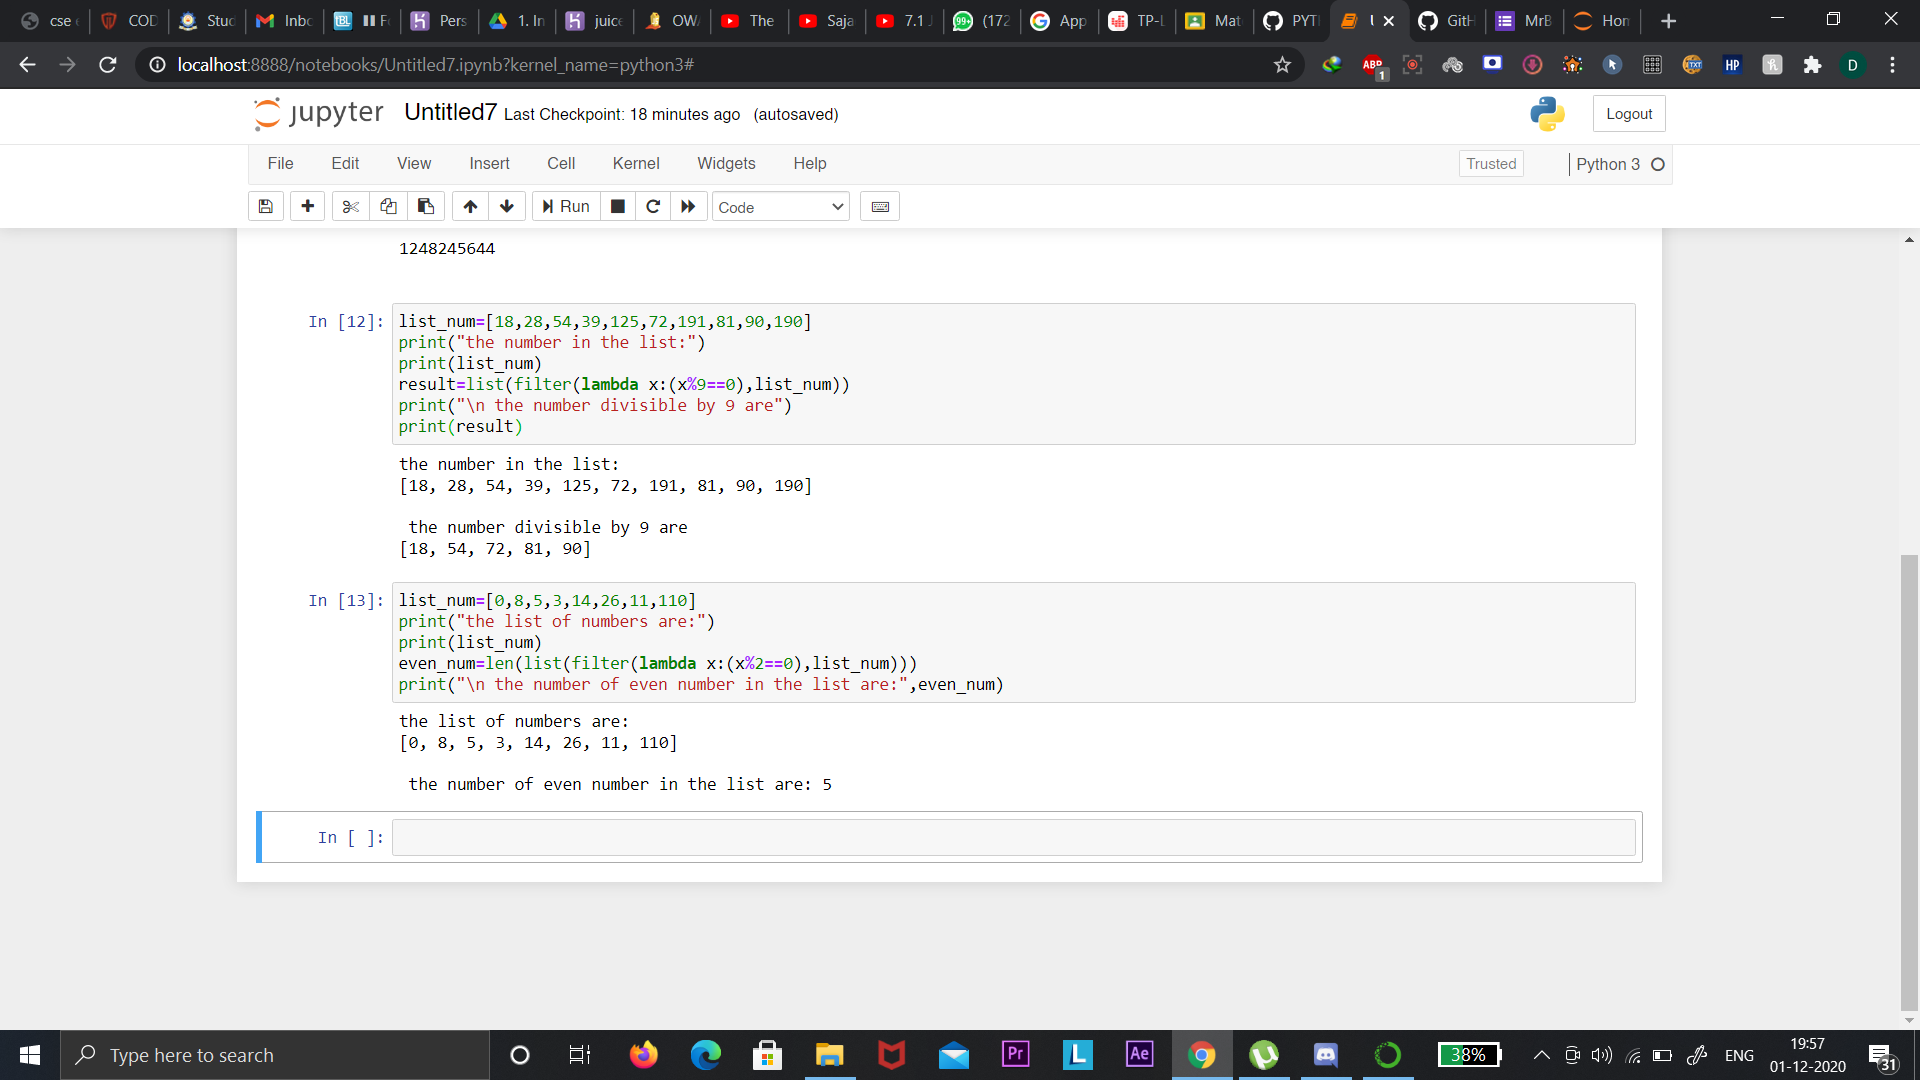 cse
COD
Stud
Inbc
Pers
1. In
juice
OWA
The
Saja
7.1
(172
App
TP-L
Mat
PYTI
GitH
MrB
Hon
localhost:8888/notebooks/Untitled7.ipynb?kernel_name=python3#
ABP
1
TXT
HP
D
jupyter Untitled7 Last Checkpoint: 18 minutes ago (autosaved)
Logout
File Edit View Insert Cell Kernel Widgets Help
Trusted
Python 3
Run
Code
1248245644
In [12]:
list_num=[18,28,54,39,125,72,191,81,90,190]
print("the number in the list:")
print(list_num)
result=list(filter(lambda x:(x%9==0),list_num))
print("\n the number divisible by 9 are")
print(result)
the number in the list:
[18, 28, 54, 39, 125, 72, 191, 81, 90, 190]
the number divisible by 9 are
[18, 54, 72, 81, 90]
In [13]:
list_num=[0,8,5,3,14,26,11,110]
print("the list of numbers are:")
print(list_num)
even_num=len(list(filter(lambda x:(x%2==0),list_num)))
print("\n the number of even number in the list are:",even_num)
the list of numbers are:
[0, 8, 5, 3, 14, 26, 11, 110]
the number of even number in the list are: 5
In [ ]:
Type here to search
Pr
L
Ae
38%
ENG
19:57
01-12-2020
31